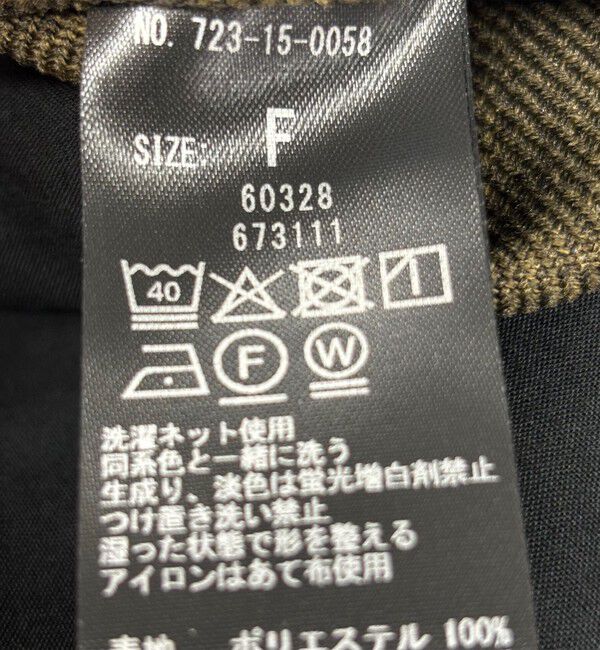 NO. 723-15-0058
SIZE: F
60328
673111
40
F W
洗濯ネット使用
同系色と一緒に洗う
生成り、淡色は蛍光増白剤禁止
つけ置き洗い禁止
湿った状態で形を整える
アイロンはあて布使用
表地 ポリエステル 100%